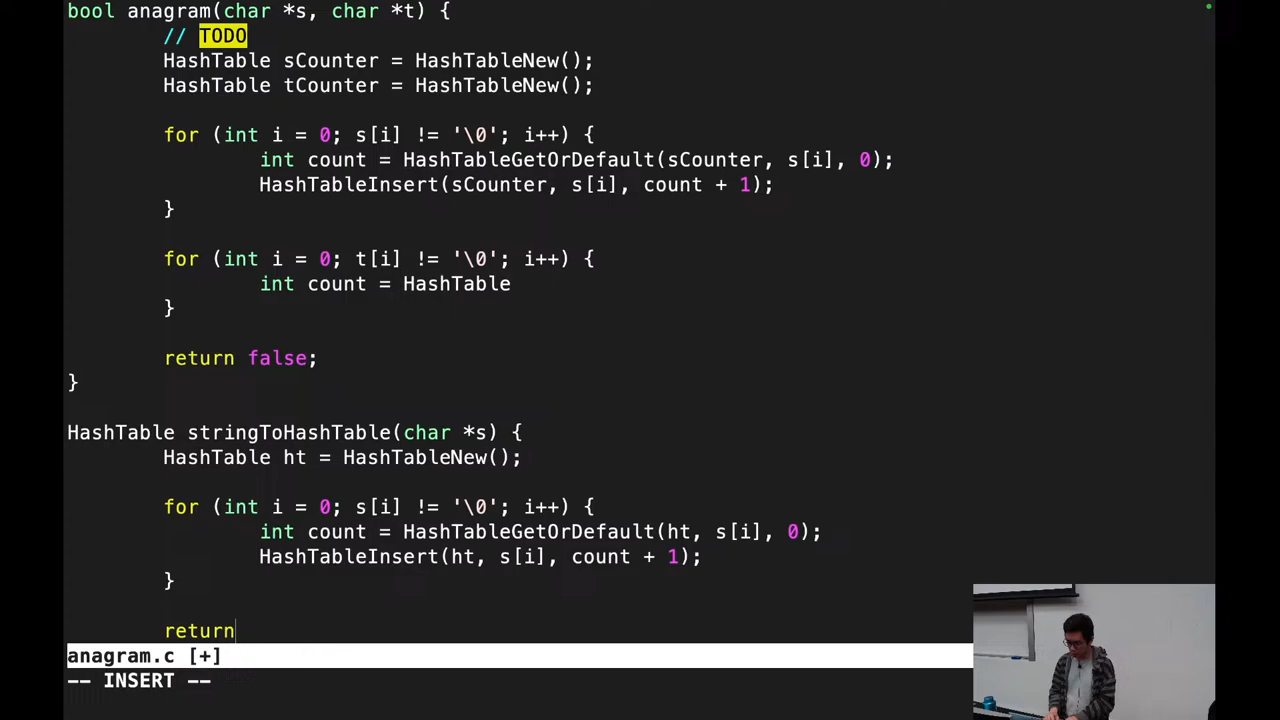 bool anagram(char *s, char *t) {
// TODO
HashTable sCounter = HashTableNew();
HashTable tCounter = HashTableNew();
for (int i = 0; s[i] != '\0'; i++) {
int count = HashTableGetOrDefault(sCounter, s[i], 0);
HashTableInsert(sCounter, s[i], count + 1);
}
for (int i = 0; t[i] != '\0'; i++) {
int count = HashTable
}
return false;
}
HashTable stringToHashTable(char *s) {
HashTable ht = HashTableNew();
for (int i = 0; s[i] != '\0'; i++) {
int count = HashTableGetOrDefault(ht, s[i], 0);
HashTableInsert(ht, s[i], count + 1);
}
return
anagram.c [+]
-- INSERT --